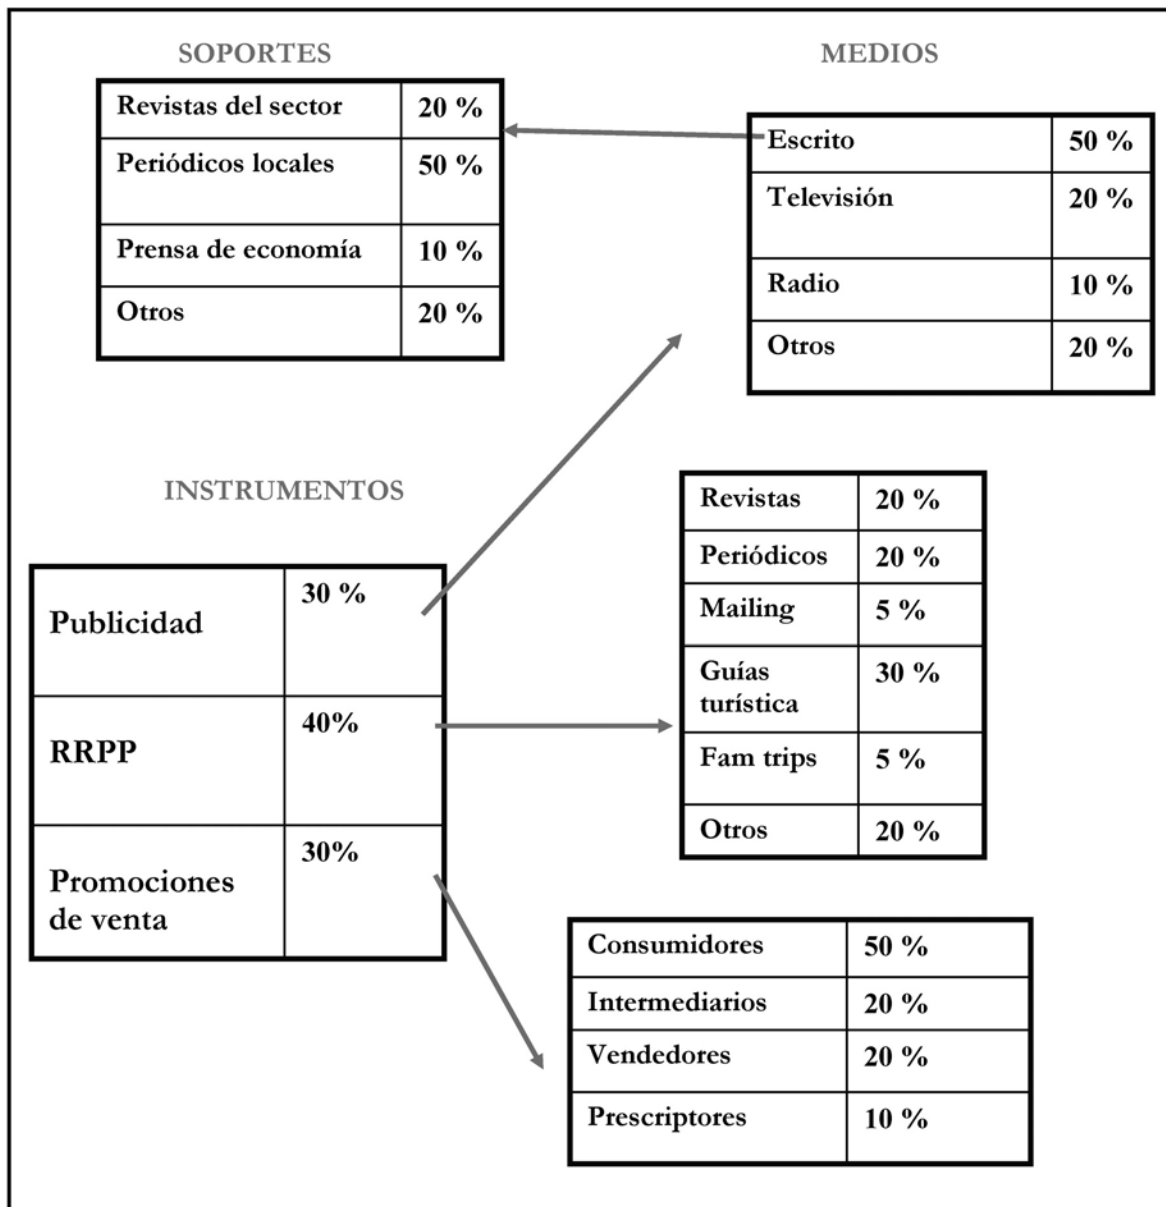 SOPORTES
Revistas del sector 20 %
Periódicos locales 50 %
Prensa de economía 10 %
Otros 20 %
MEDIOS
Escrito 50 %
Televisión 20 %
Radio 10 %
Otros 20 %
INSTRUMENTOS
Publicidad 30 %
RRPP 40%
Promociones 30%
de venta
Revistas 20 %
Periódicos 20 %
Mailing 5 %
Guías 30 %
turística
Fam trips 5 %
Otros 20 %
Consumidores 50 %
Intermediarios 20 %
Vendedores 20 %
Prescriptores 10 %